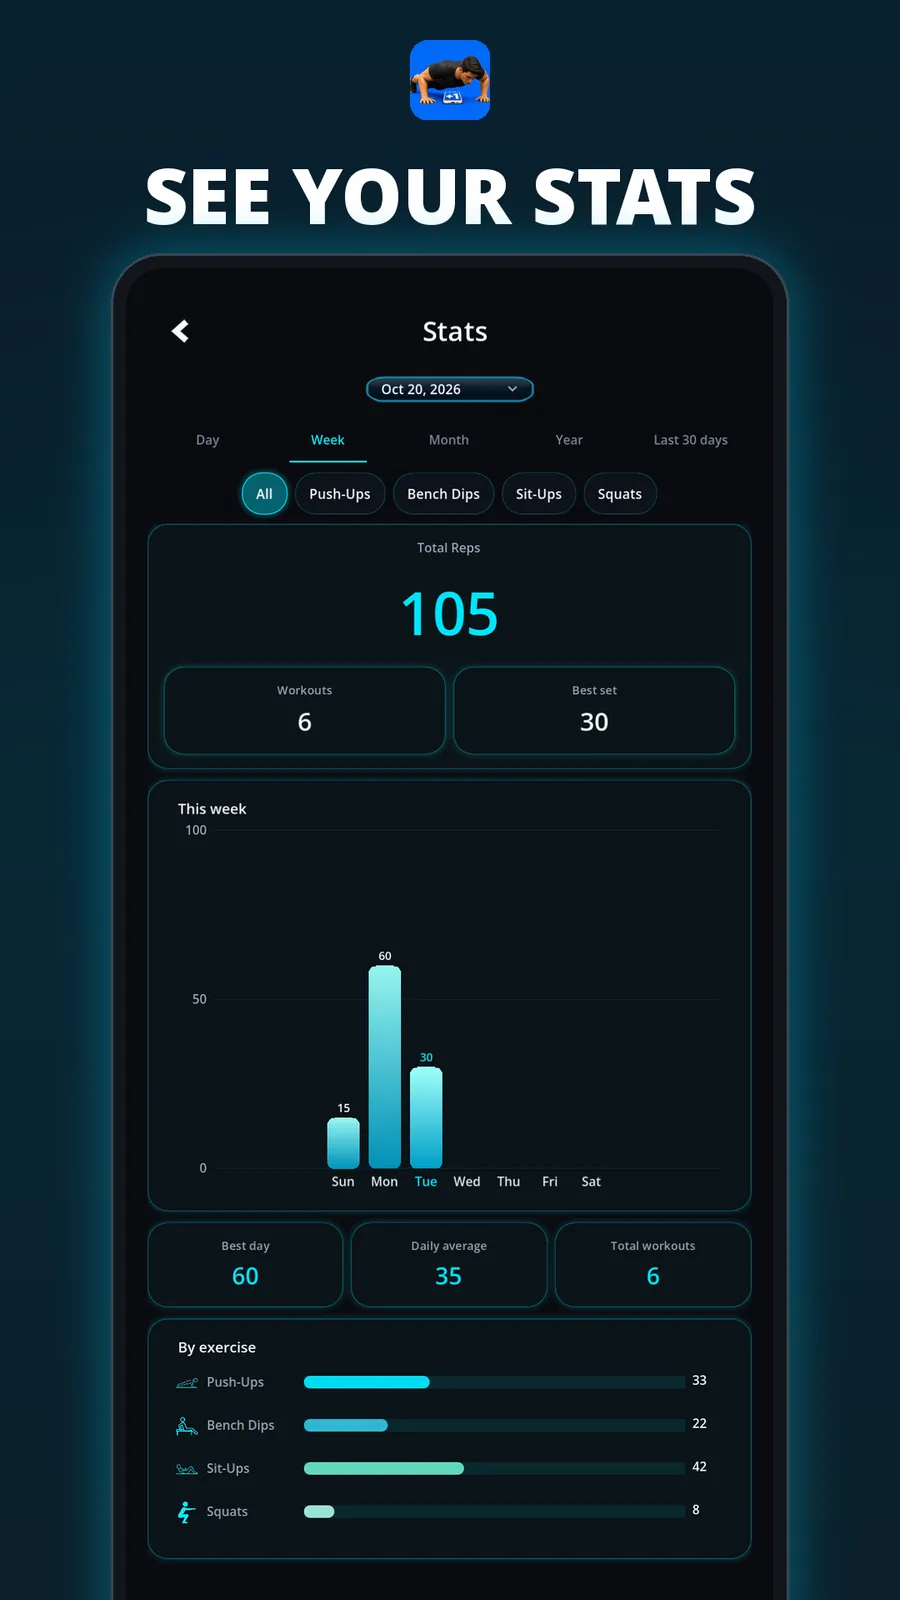 +1
SEE YOUR STATS
Stats
Oct 20, 2026
Day Week Month Year Last 30 days
All Push-Ups Bench Dips Sit-Ups Squats
Total Reps
105
Workouts Best set
6 30
This week
100
60
50
30
15
0
Sun Mon Tue Wed Thu Fri Sat
Best day Daily average Total workouts
60 35 6
By exercise
Push-Ups 33
Bench Dips 22
Sit-Ups 42
Squats 8